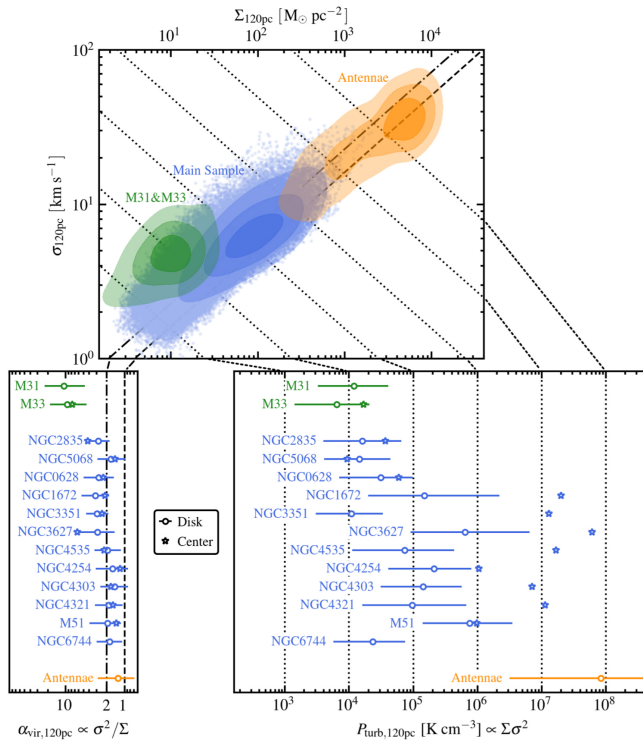 Σ120pc [M⊙ pc−2]
10¹ 10² 10³ 10⁴
10²
10¹
10⁰
σ120pc [km s−1]
Antennae
Main Sample
M31&M33
M31
M33
NGC2835
NGC5068
NGC0628
NGC1672
NGC3351
NGC3627
NGC4535
NGC4254
NGC4303
NGC4321
M51
NGC6744
Antennae
10 2 1
αvir,120pc ∝ σ²/Σ
Disk
Center
M31
M33
NGC2835
NGC5068
NGC0628
NGC1672
NGC3351
NGC3627
NGC4535
NGC4254
NGC4303
NGC4321
M51
NGC6744
Antennae
10³ 10⁴ 10⁵ 10⁶ 10⁷ 10⁸
Pturb,120pc [K cm−3] ∝ Σσ²